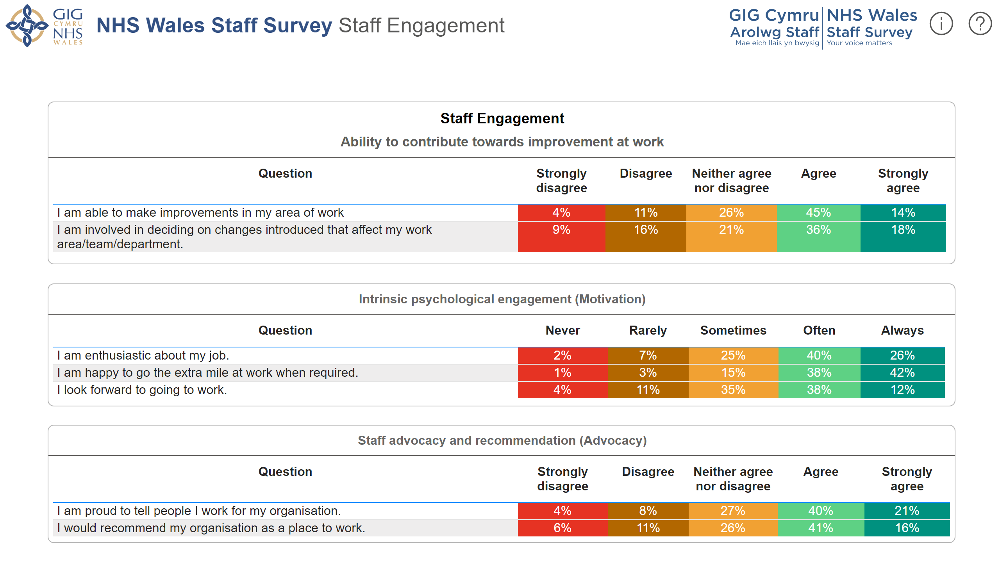 GIG
CYMRU
NHS
WALES
NHS Wales Staff Survey Staff Engagement
GIG Cymru
Arolwg Staff
Mae eich llais yn bwysig
NHS Wales
Staff Survey
Your voice matters
i
?
Staff Engagement
Ability to contribute towards improvement at work
Question Strongly disagree Disagree Neither agree nor disagree Agree Strongly agree
I am able to make improvements in my area of work 4% 11% 26% 45% 14%
I am involved in deciding on changes introduced that affect my work 9% 16% 21% 36% 18%
area/team/department.
Intrinsic psychological engagement (Motivation)
Question Never Rarely Sometimes Often Always
I am enthusiastic about my job. 2% 7% 25% 40% 26%
I am happy to go the extra mile at work when required. 1% 3% 15% 38% 42%
I look forward to going to work. 4% 11% 35% 38% 12%
Staff advocacy and recommendation (Advocacy)
Question Strongly disagree Disagree Neither agree nor disagree Agree Strongly agree
I am proud to tell people I work for my organisation. 4% 8% 27% 40% 21%
I would recommend my organisation as a place to work. 6% 11% 26% 41% 16%